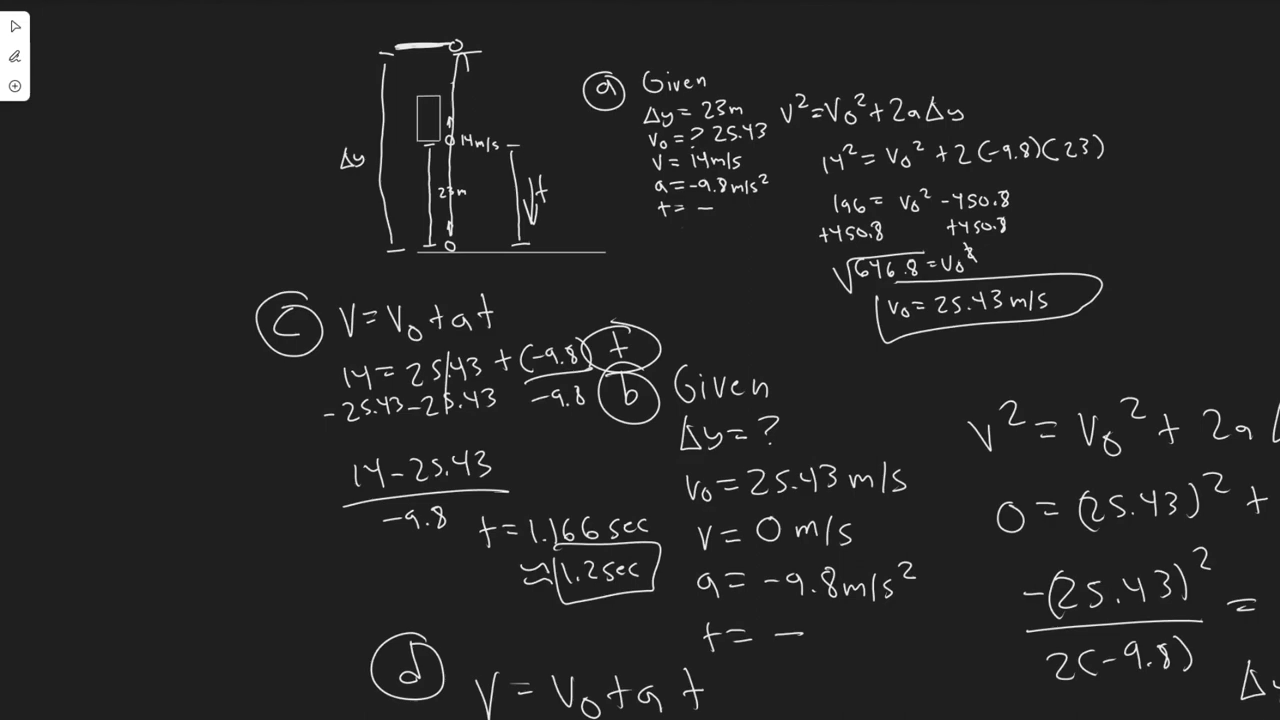 Δy
14m/s
23m
t
a
Given
Δy = 23m
v₀ = ? 25.43
v = 14m/s
a = -9.8m/s²
t = -
V² = V₀² + 2aΔy
14² = V₀² + 2(-9.8)(23)
196 = V₀² - 450.8
+450.8 +450.8
√646.8 = V₀²
V₀ = 25.43 m/s
c
V = V₀ + at
14 = 25.43 + (-9.8) t
-25.43 -25.43 -9.8
14 - 25.43
-9.8
t = 1.166 sec
≈ 1.2 sec
b
Given
Δy = ?
v₀ = 25.43 m/s
v = 0 m/s
a = -9.8 m/s²
t = -
V² = V₀² + 2a
0 = (25.43)² +
-(25.43)² =
2(-9.8)
Δy
d
V = V₀ + at